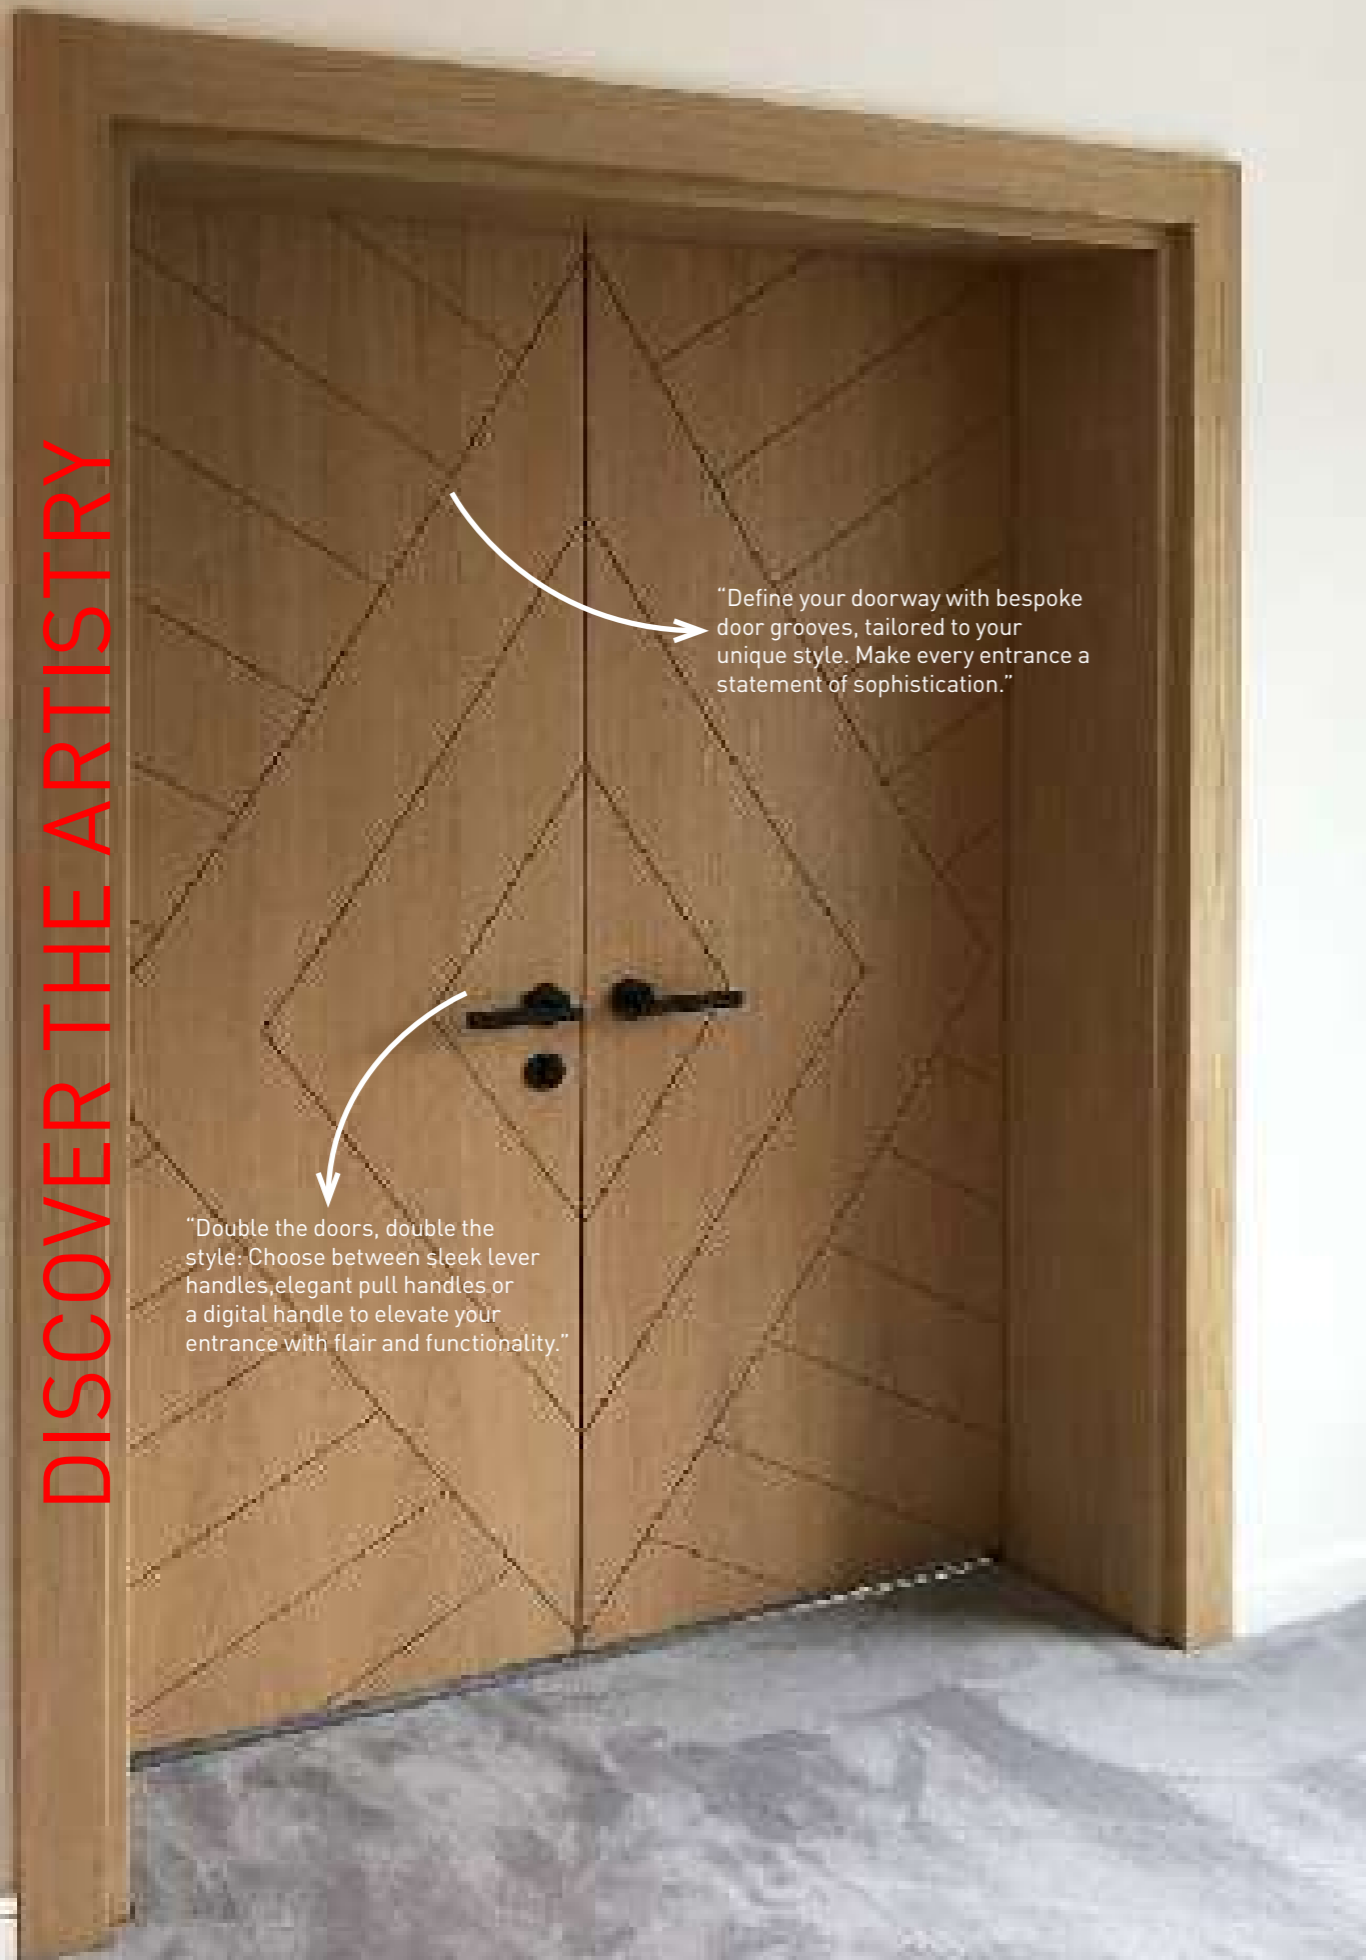 DISCOVER THE ARTISTRY
“Define your doorway with bespoke
door grooves, tailored to your
unique style. Make every entrance a
statement of sophistication.”
“Double the doors, double the
style: Choose between sleek lever
handles,elegant pull handles or
a digital handle to elevate your
entrance with flair and functionality.”